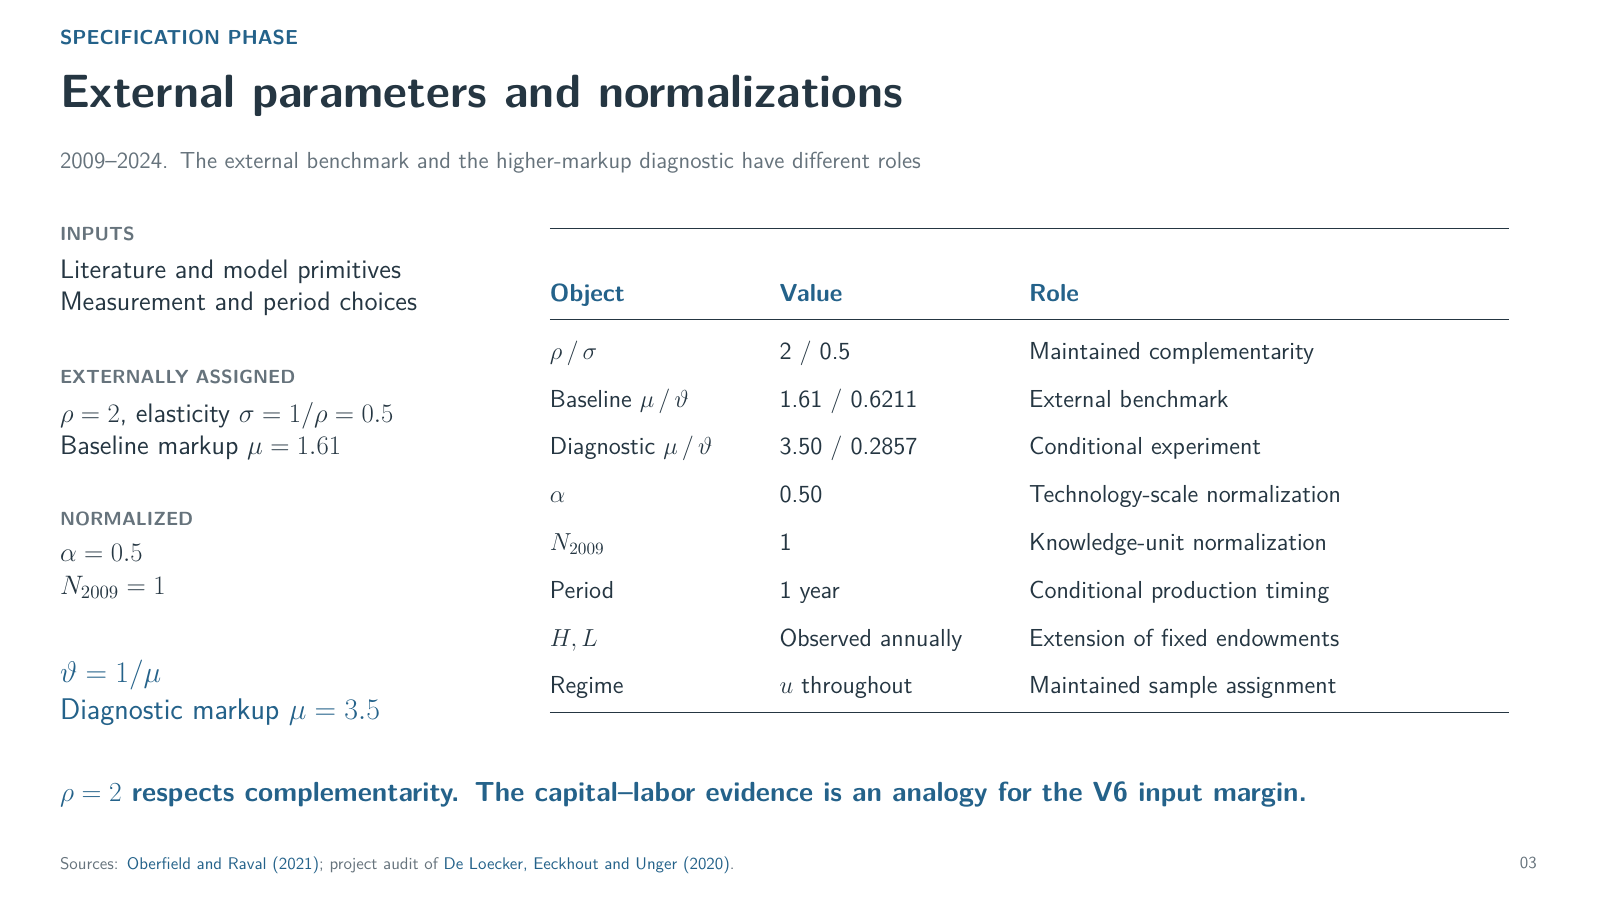 SPECIFICATION PHASE
External parameters and normalizations
2009–2024. The external benchmark and the higher-markup diagnostic have different roles
INPUTS
Literature and model primitives
Measurement and period choices
EXTERNALLY ASSIGNED
ρ = 2, elasticity σ = 1/ρ = 0.5
Baseline markup μ = 1.61
NORMALIZED
α = 0.5
N₂₀₀₉ = 1
ϑ = 1/μ
Diagnostic markup μ = 3.5
Object Value Role
ρ / σ 2 / 0.5 Maintained complementarity
Baseline μ / ϑ 1.61 / 0.6211 External benchmark
Diagnostic μ / ϑ 3.50 / 0.2857 Conditional experiment
α 0.50 Technology-scale normalization
N₂₀₀₉ 1 Knowledge-unit normalization
Period 1 year Conditional production timing
H, L Observed annually Extension of fixed endowments
Regime u throughout Maintained sample assignment
ρ = 2 respects complementarity. The capital–labor evidence is an analogy for the V6 input margin.
Sources: Oberfield and Raval (2021); project audit of De Loecker, Eeckhout and Unger (2020).
03